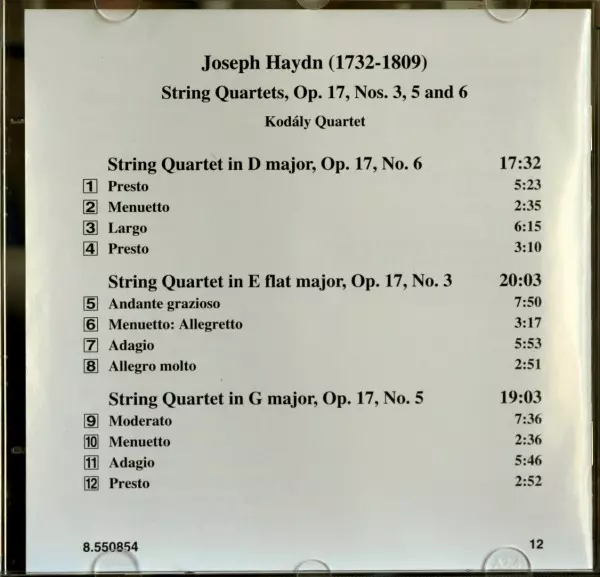 Joseph Haydn (1732-1809)
String Quartets, Op. 17, Nos. 3, 5 and 6
Kodály Quartet
String Quartet in D major, Op. 17, No. 6 17:32
1 Presto 5:23
2 Menuetto 2:35
3 Largo 6:15
4 Presto 3:10
String Quartet in E flat major, Op. 17, No. 3 20:03
5 Andante grazioso 7:50
6 Menuetto: Allegretto 3:17
7 Adagio 5:53
8 Allegro molto 2:51
String Quartet in G major, Op. 17, No. 5 19:03
9 Moderato 7:36
10 Menuetto 2:36
11 Adagio 5:46
12 Presto 2:52
8.550854 12